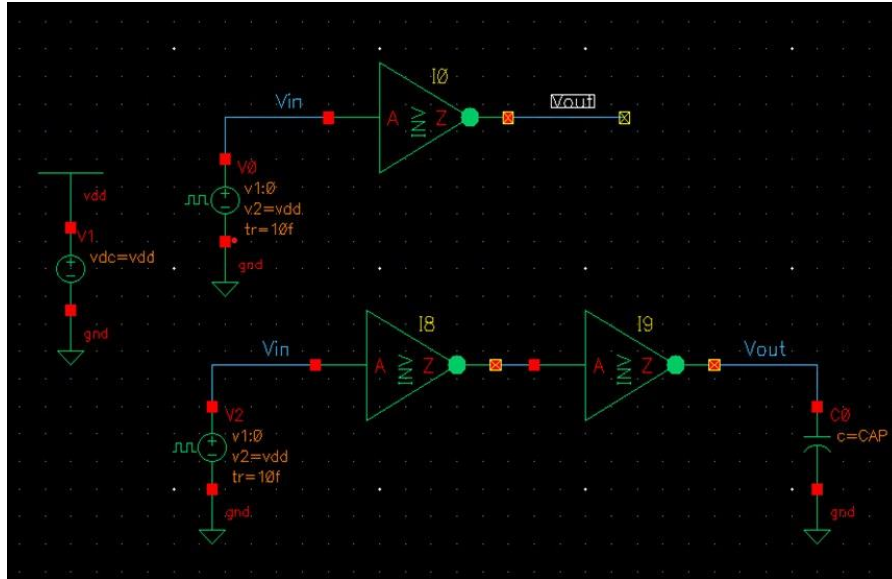 I0
Vin
A
INV
Z
Vout
V0
v1:0
v2=vdd
tr=10f
gnd
vdd
V1
vdc=vdd
gnd
I8
Vin
A
INV
Z
I9
A
INV
Z
Vout
V2
v1:0
v2=vdd
tr=10f
gnd
C0
c=CAP
gnd